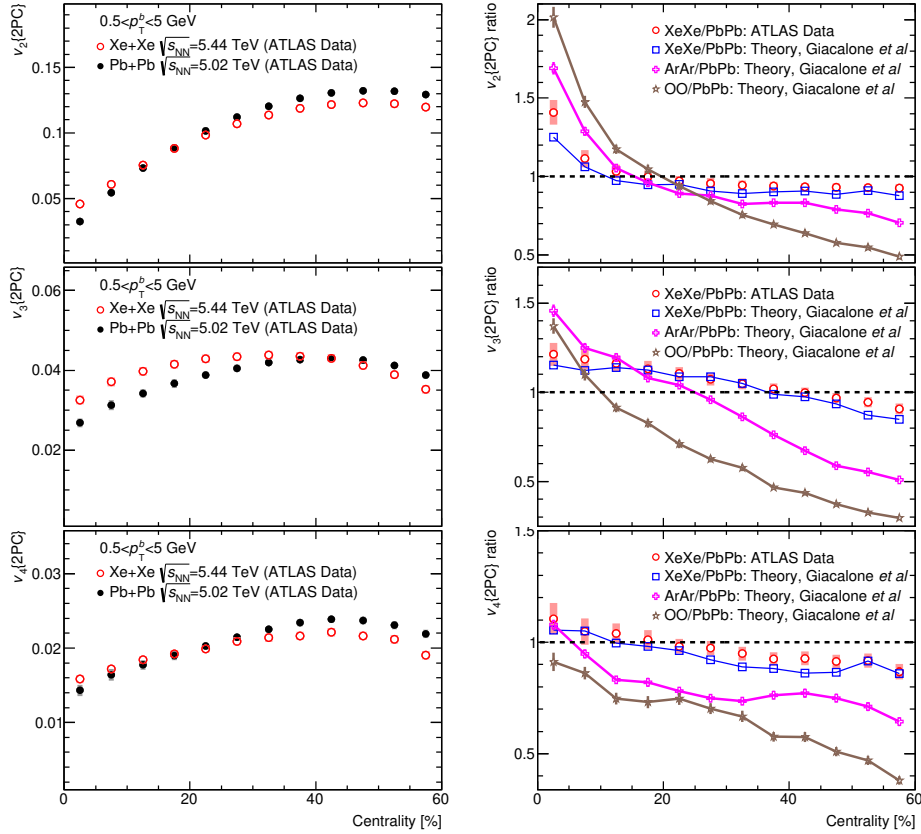 v₂{2PC}
0.5<p_T^b<5 GeV
Xe+Xe √s_NN=5.44 TeV (ATLAS Data)
Pb+Pb √s_NN=5.02 TeV (ATLAS Data)
0.15
0.1
0.05
v₂{2PC} ratio
XeXe/PbPb: ATLAS Data
XeXe/PbPb: Theory, Giacalone et al
ArAr/PbPb: Theory, Giacalone et al
OO/PbPb: Theory, Giacalone et al
2
1.5
1
0.5
v₃{2PC}
0.5<p_T^b<5 GeV
Xe+Xe √s_NN=5.44 TeV (ATLAS Data)
Pb+Pb √s_NN=5.02 TeV (ATLAS Data)
0.06
0.04
0.02
v₃{2PC} ratio
XeXe/PbPb: ATLAS Data
XeXe/PbPb: Theory, Giacalone et al
ArAr/PbPb: Theory, Giacalone et al
OO/PbPb: Theory, Giacalone et al
1.5
1
0.5
v₄{2PC}
0.5<p_T^b<5 GeV
Xe+Xe √s_NN=5.44 TeV (ATLAS Data)
Pb+Pb √s_NN=5.02 TeV (ATLAS Data)
0.03
0.02
0.01
0 20 40 60
Centrality [%]
v₄{2PC} ratio
XeXe/PbPb: ATLAS Data
XeXe/PbPb: Theory, Giacalone et al
ArAr/PbPb: Theory, Giacalone et al
OO/PbPb: Theory, Giacalone et al
1.5
1
0.5
0 20 40 60
Centrality [%]